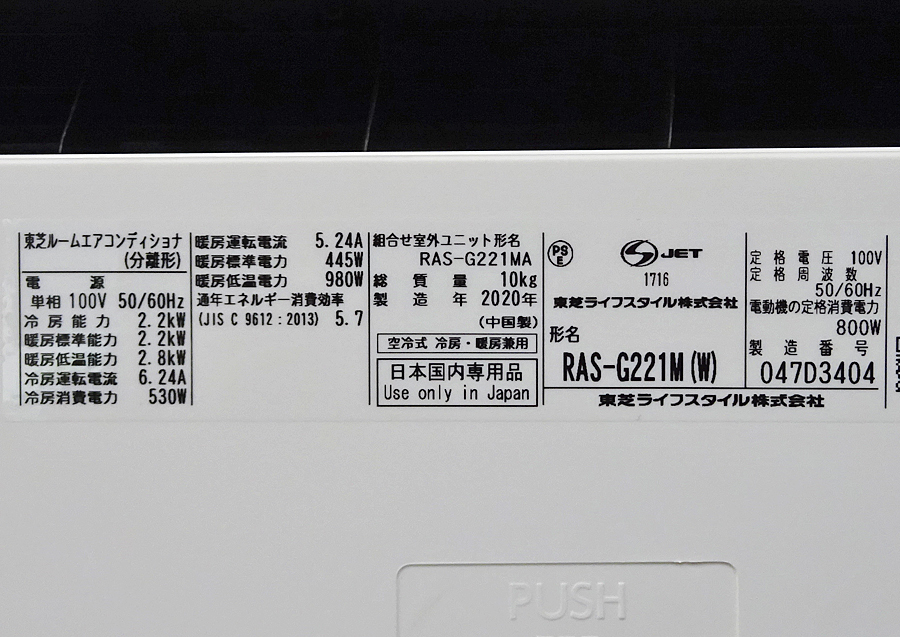 東芝ルームエアコンディショナ
(分離形)
電源
単相 100V 50/60Hz
冷房能力 2.2kW
暖房標準能力 2.2kW
暖房低温能力 2.8kW
冷房運転電流 6.24A
冷房消費電力 530W
暖房運転電流 5.24A
暖房標準電力 445W
暖房低温電力 980W
通年エネルギー消費効率
(JIS C 9612:2013) 5.7
組合せ室外ユニット形名
RAS-G221MA
総質量 10kg
製造年 2020年
(中国製)
空冷式 冷房・暖房兼用
日本国内専用品
Use only in Japan
PS
E
JET
1716
東芝ライフスタイル株式会社
形名
RAS-G221M(W)
定格電圧 100V
定格周波数
50/60Hz
電動機の定格消費電力
800W
製造番号
047D3404
東芝ライフスタイル株式会社
PUSH